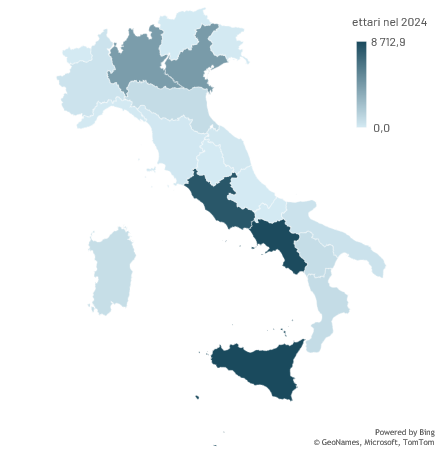 ettari nel 2024
8 712,9
0,0
Powered by Bing
© GeoNames, Microsoft, TomTom